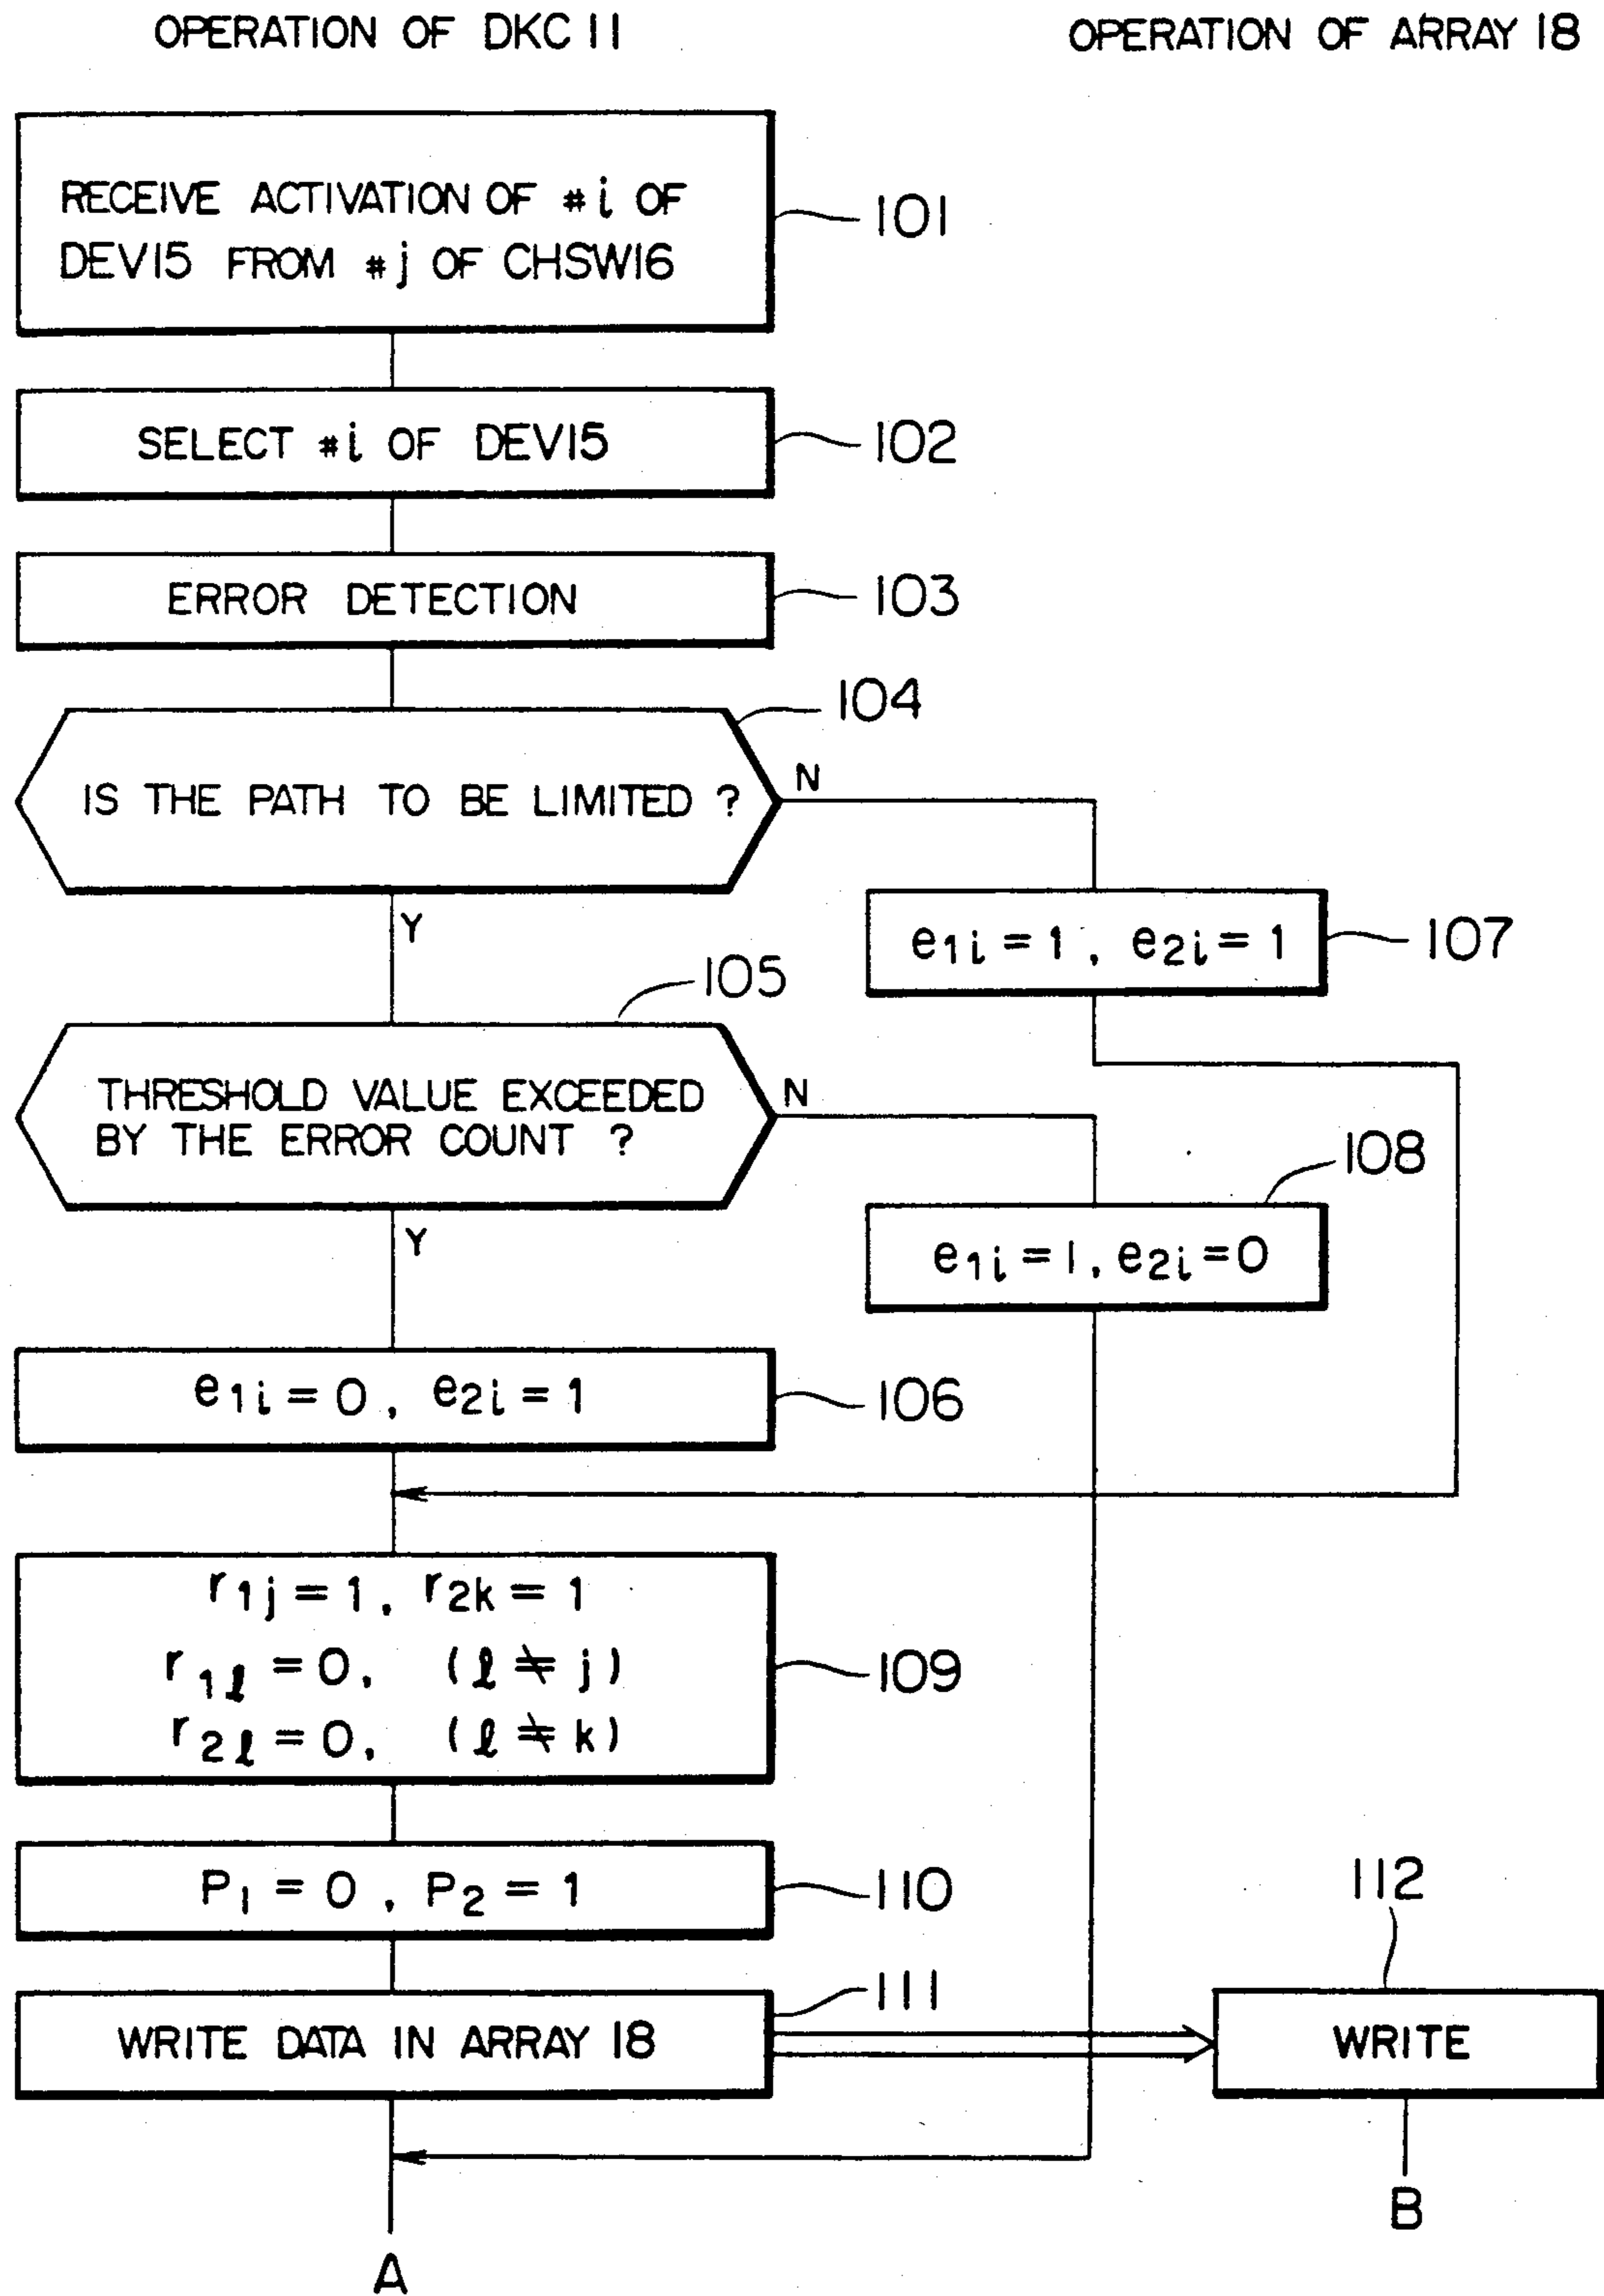 OPERATION OF DKC 11
OPERATION OF ARRAY 18
RECEIVE ACTIVATION OF #i OF
DEV15 FROM #j OF CHSW16
101
SELECT #i OF DEV15
102
ERROR DETECTION
103
104
IS THE PATH TO BE LIMITED ?
N
Y
e1i = 1, e2i = 1
107
105
THRESHOLD VALUE EXCEEDED
BY THE ERROR COUNT ?
N
Y
108
e1i = 1, e2i = 0
e1i = 0, e2i = 1
106
r1j = 1, r2k = 1
r1ℓ = 0, (ℓ ≠ j)
r2ℓ = 0, (ℓ ≠ k)
109
P1 = 0, P2 = 1
110
111
112
WRITE DATA IN ARRAY 18
WRITE
A
B